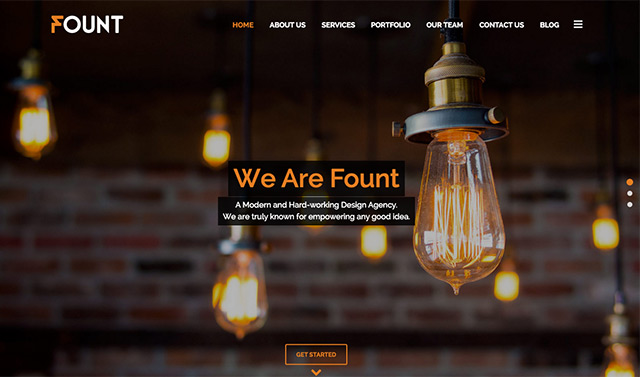 FOUNT
HOME ABOUT US SERVICES PORTFOLIO OUR TEAM CONTACT US BLOG
We Are Fount
A Modern and Hard-working Design Agency.
We are truly known for empowering any good idea.
GET STARTED